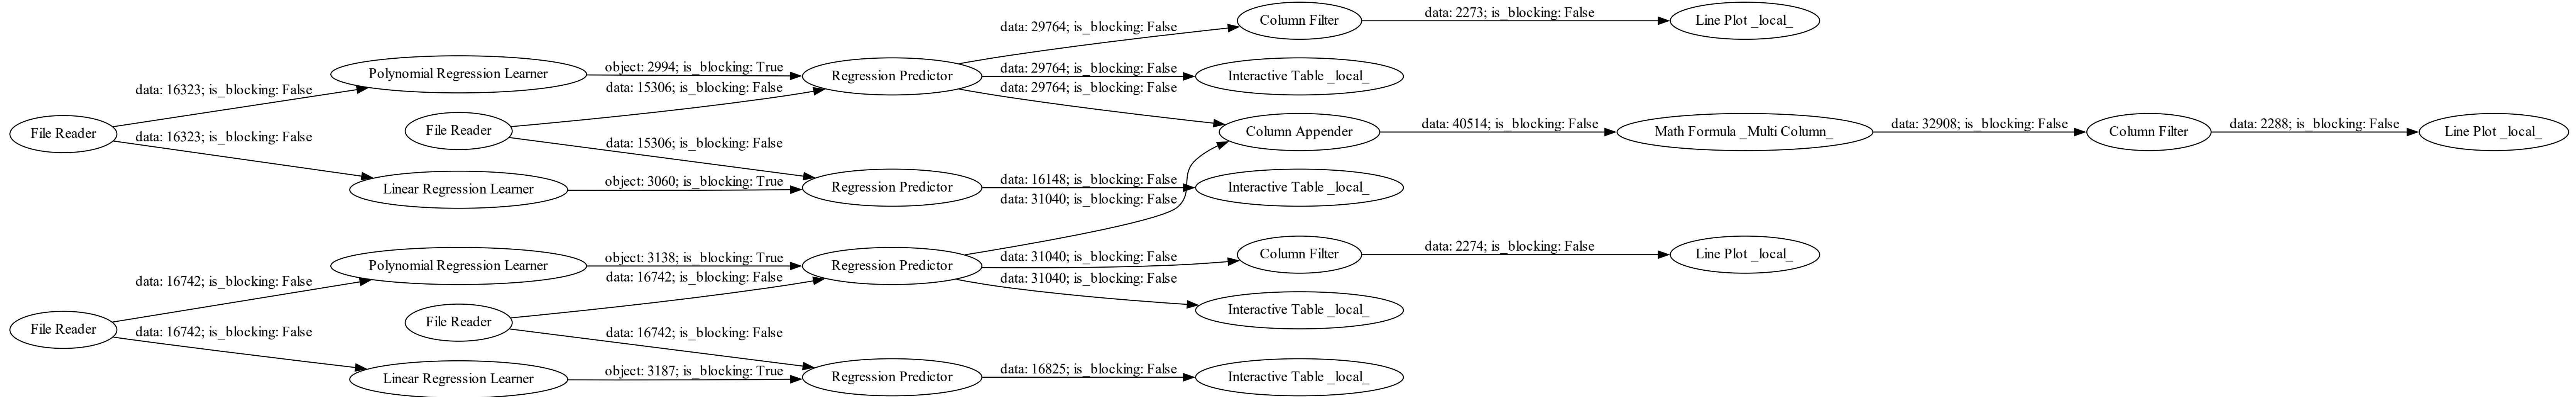 data: 29764; is_blocking: False
Column Filter
data: 2273; is_blocking: False
Line Plot _local_
Polynomial Regression Learner
object: 2994; is_blocking: True
Regression Predictor
data: 29764; is_blocking: False
Interactive Table _local_
data: 16323; is_blocking: False
data: 15306; is_blocking: False
data: 29764; is_blocking: False
File Reader
File Reader
Column Appender
data: 40514; is_blocking: False
Math Formula _Multi Column_
data: 32908; is_blocking: False
Column Filter
data: 2288; is_blocking: False
Line Plot _local_
data: 16323; is_blocking: False
data: 15306; is_blocking: False
Linear Regression Learner
object: 3060; is_blocking: True
Regression Predictor
data: 16148; is_blocking: False
Interactive Table _local_
data: 31040; is_blocking: False
Polynomial Regression Learner
object: 3138; is_blocking: True
Regression Predictor
data: 31040; is_blocking: False
Column Filter
data: 2274; is_blocking: False
Line Plot _local_
data: 16742; is_blocking: False
data: 16742; is_blocking: False
data: 31040; is_blocking: False
Interactive Table _local_
File Reader
File Reader
data: 16742; is_blocking: False
data: 16742; is_blocking: False
Linear Regression Learner
object: 3187; is_blocking: True
Regression Predictor
data: 16825; is_blocking: False
Interactive Table _local_